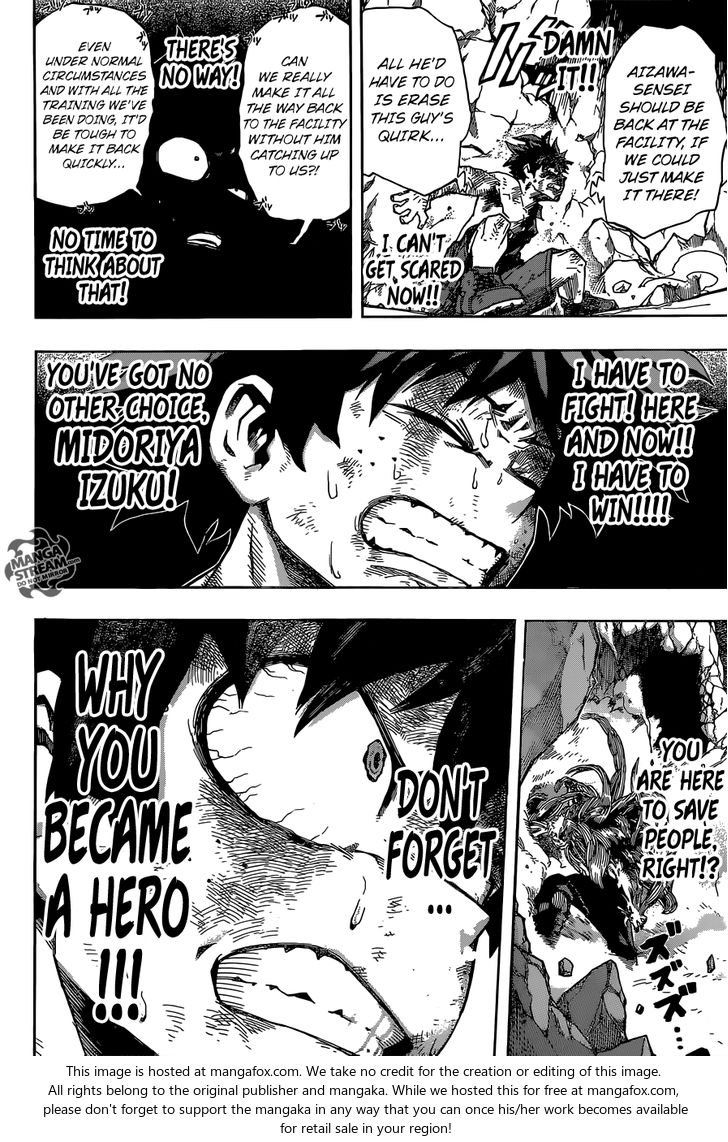 AIZAWA-
SENSEI
SHOULD BE
BACK AT THE
FACILITY, IF
WE COULD
JUST MAKE
IT THERE!
DAMN
IT!!
ALL HE'D
HAVE TO DO
IS ERASE
THIS GUY'S
QUIRK...
I CAN'T
GET SCARED
NOW!!
CAN
WE REALLY
MAKE IT ALL
THE WAY BACK
TO THE FACILITY
WITHOUT HIM
CATCHING UP
TO US?!
THERE'S
NO WAY!
EVEN
UNDER NORMAL
CIRCUMSTANCES
AND WITH ALL THE
TRAINING WE'VE
BEEN DOING, IT'D
BE TOUGH TO
MAKE IT BACK
QUICKLY...
NO TIME TO
THINK ABOUT
THAT!
I HAVE TO
FIGHT! HERE
AND NOW!!
I HAVE TO
WIN!!!!
YOU'VE GOT NO
OTHER CHOICE,
MIDORIYA
IZUKU!
MANGA
STREAM.com
DO NOT MIRROR
YOU
ARE HERE
TO SAVE
PEOPLE,
RIGHT!?
ズズズ...
DON'T
FORGET
...
WHY
YOU
BECAME
A HERO
!!!
This image is hosted at mangafox.com. We take no credit for the creation or editing of this image.
All rights belong to the original publisher and mangaka. While we hosted this for free at mangafox.com,
please don't forget to support the mangaka in any way that you can once his/her work becomes available
for retail sale in your region!